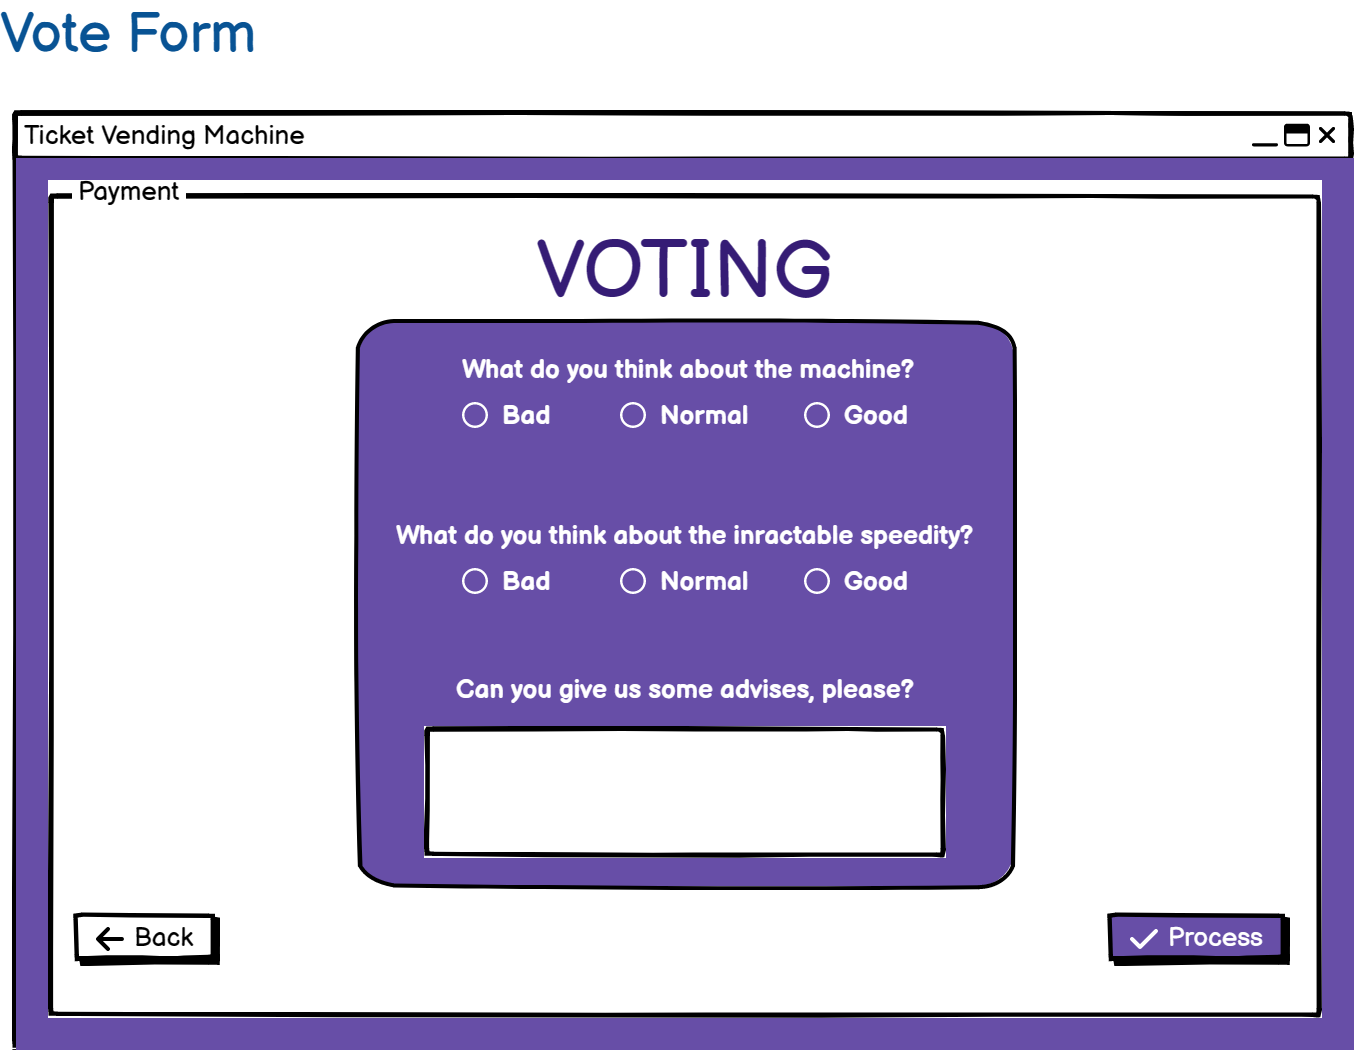 Vote Form
Ticket Vending Machine
Payment
VOTING
What do you think about the machine?
Bad Normal Good
What do you think about the inractable speedity?
Bad Normal Good
Can you give us some advises, please?
Back Process